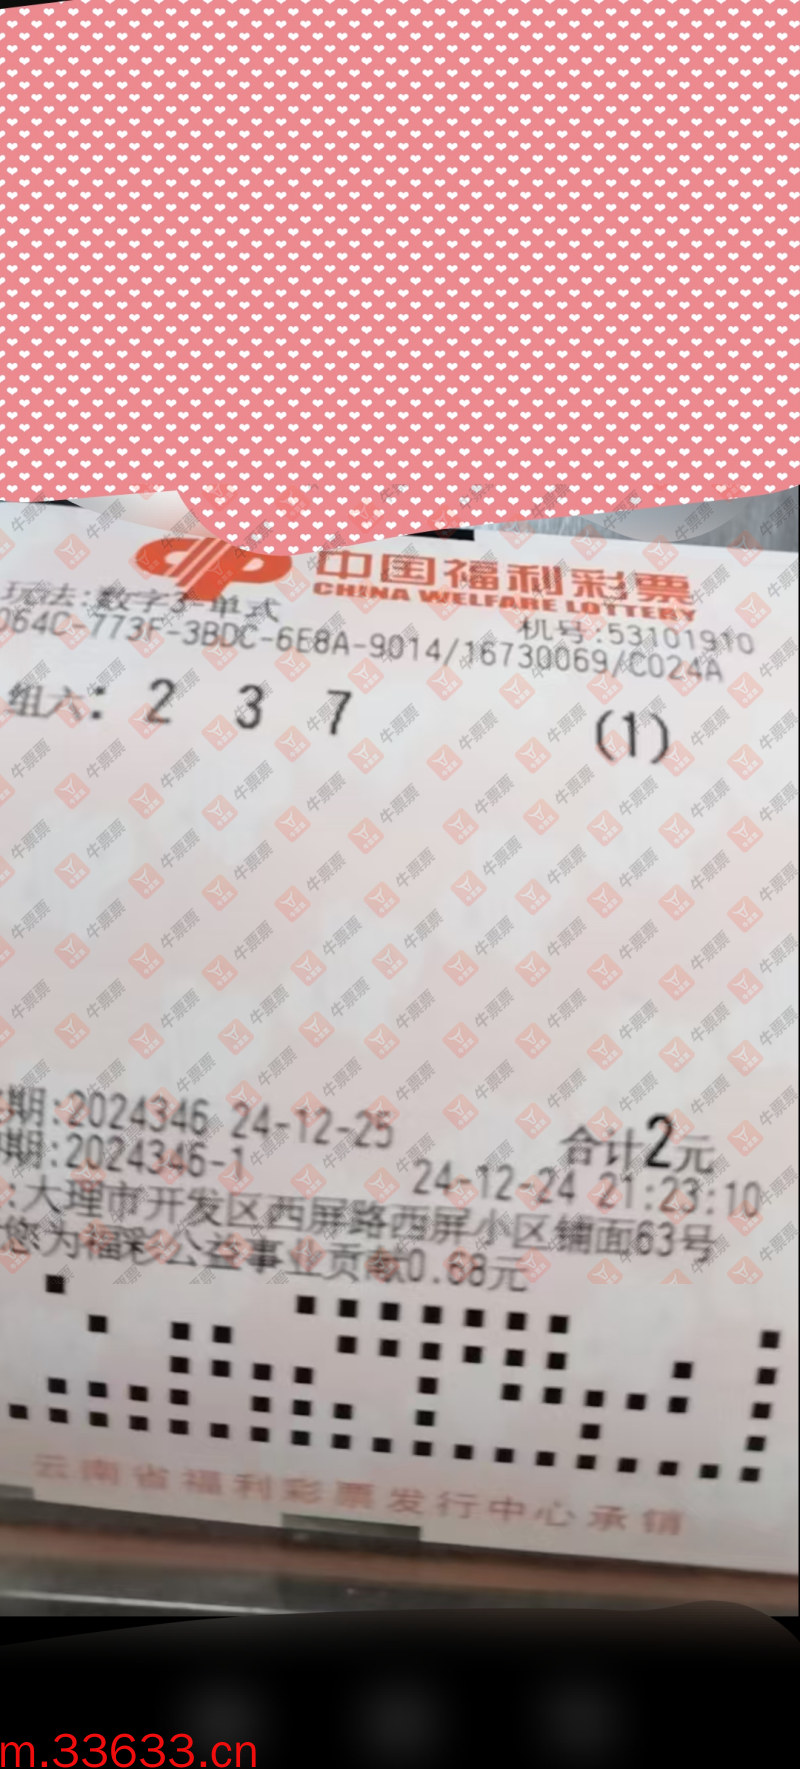 中国福利彩票
CHINA WELFARE LOTTERY
玩法:数字3-单式
机号:53101910
064C-773F-3BDC-6E8A-9014/16730069/C024A
组六: 2 3 7 (1)
期:2024346 24-12-25 合计2元
期:2024346-1 24-12-24 21:23:10
:大理市开发区西屏路西屏小区铺面63号
您为福彩公益事业贡献0.68元
云南省福利彩票发行中心承销
牛票票
m.33633.cn